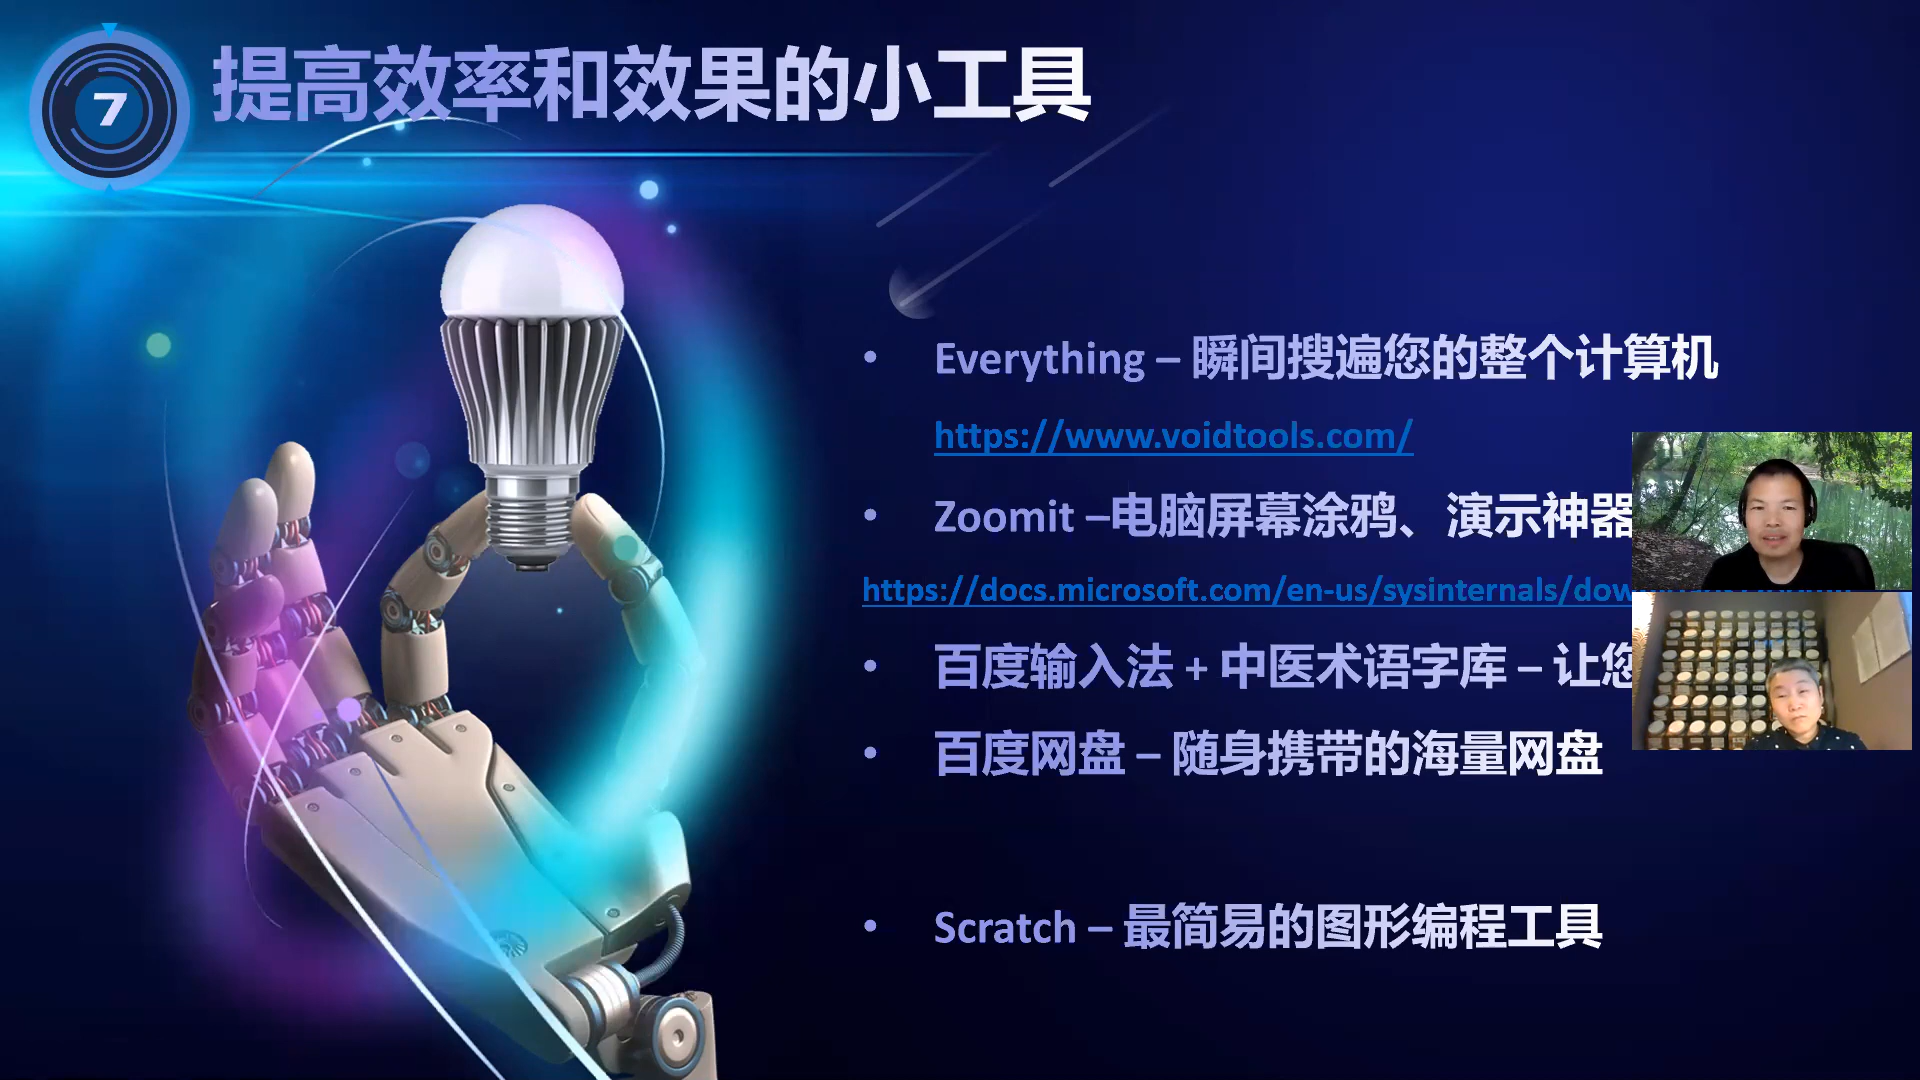 7
提高效率和效果的小工具
• Everything – 瞬间搜遍您的整个计算机
https://www.voidtools.com/
• Zoomit –电脑屏幕涂鸦、演示神器
https://docs.microsoft.com/en-us/sysinternals/dow
• 百度输入法 + 中医术语字库 – 让您
• 百度网盘 – 随身携带的海量网盘
• Scratch – 最简易的图形编程工具